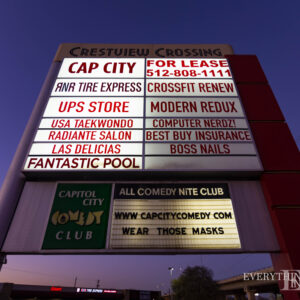 CRESTVIEW CROSSING
CAP CITY
FOR LEASE
512-808-1111
RNR TIRE EXPRESS
CROSSFIT RENEW
UPS STORE
MODERN REDUX
USA TAEKWONDO
COMPUTER NERDZ!
RADIANTE SALON
BEST BUY INSURANCE
LAS DELICIAS
BOSS NAILS
FANTASTIC POOL
CAPITOL CITY
COMEDY
CLUB
ALL COMEDY NITE CLUB
WWW.CAPCITYCOMEDY.COM
WEAR THOSE MASKS